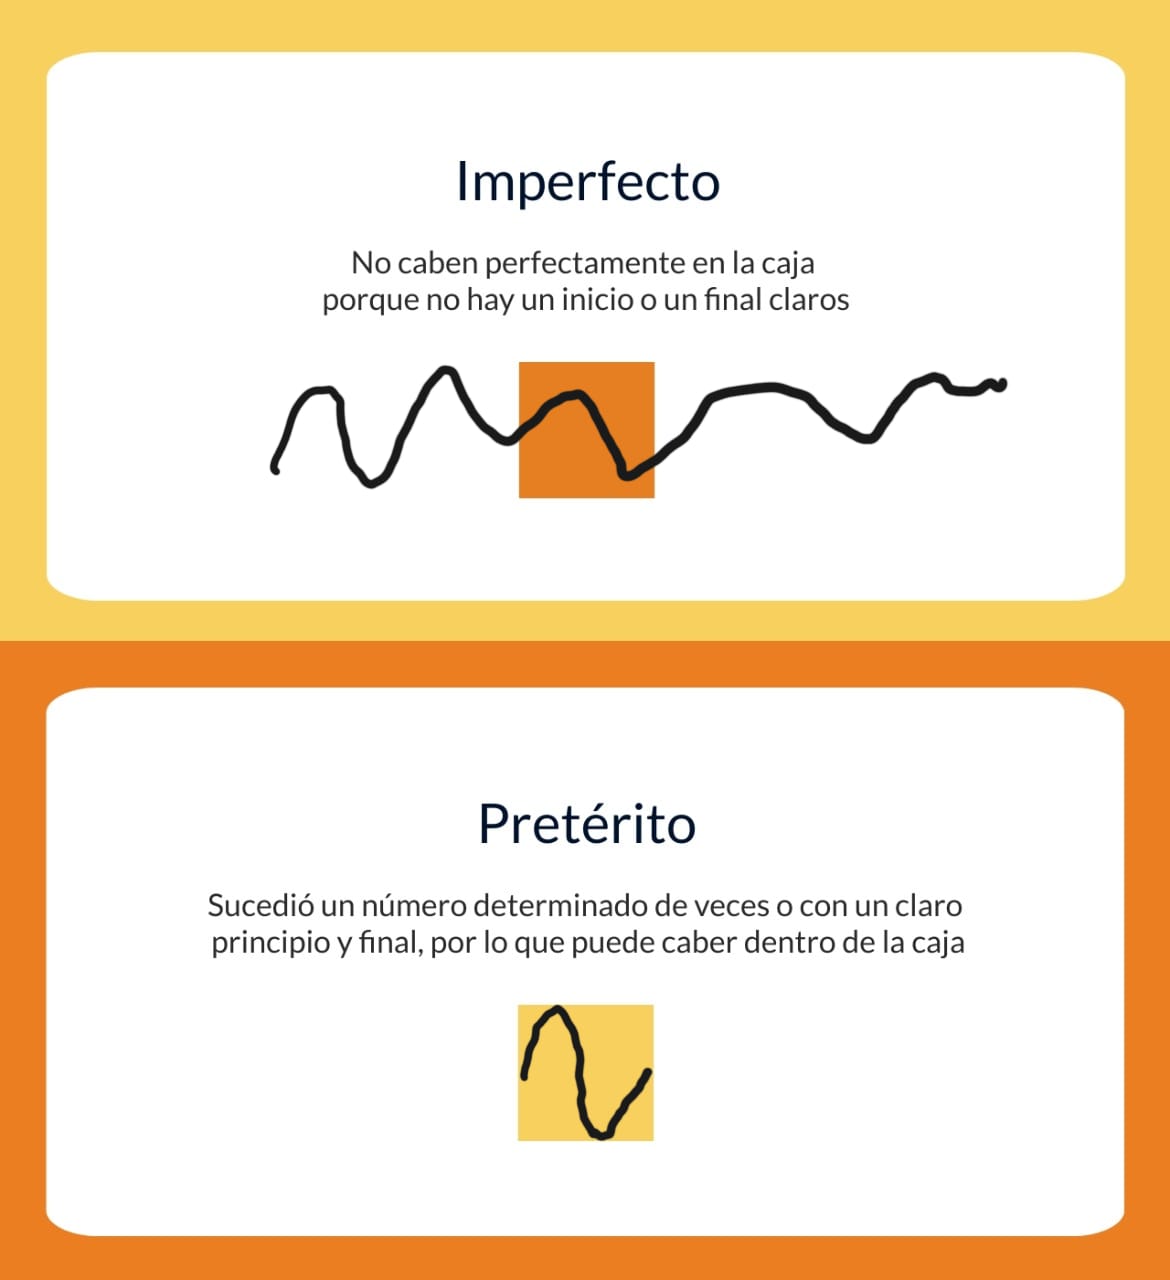 Imperfecto
No caben perfectamente en la caja
porque no hay un inicio o un final claros
Pretérito
Sucedió un número determinado de veces o con un claro
principio y final, por lo que puede caber dentro de la caja